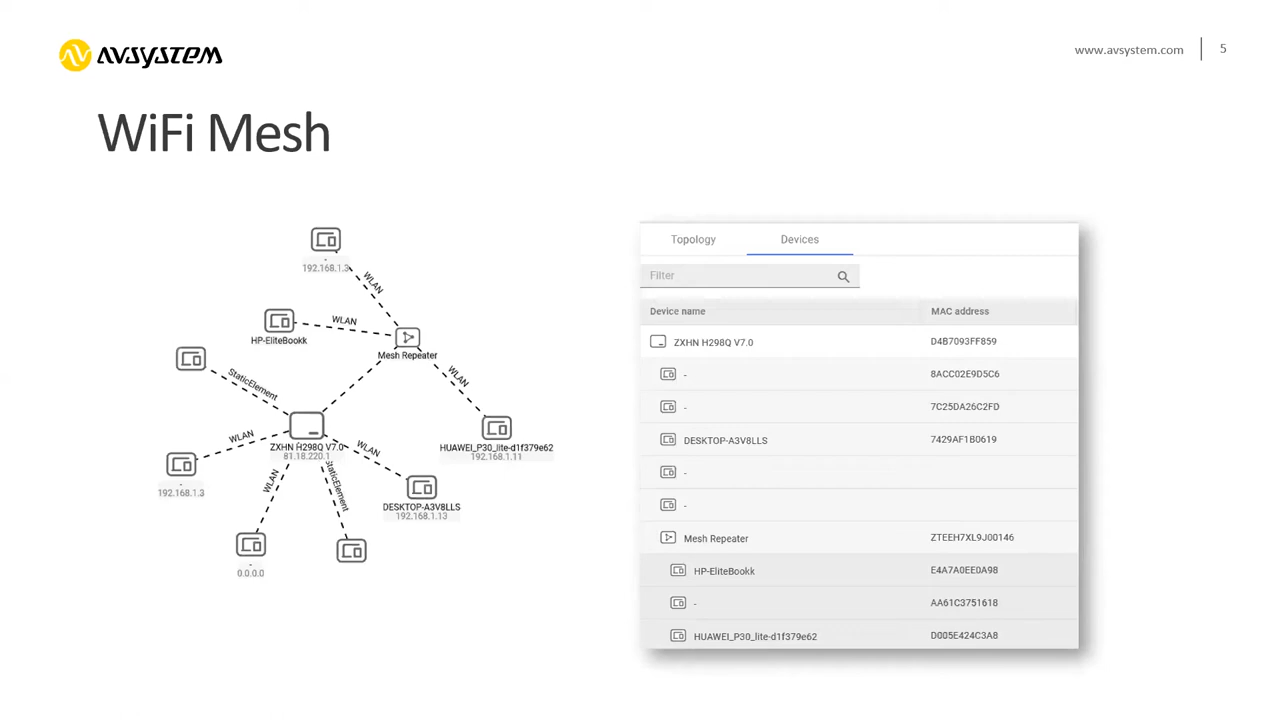 AVSYSTEM
www.avsystem.com
5
WiFi Mesh
-
192.168.1.3
WLAN
WLAN
HP-EliteBookk
Mesh Repeater
StaticElement
WLAN
ZXHN H298Q V7.0
81.18.220.1
WLAN
HUAWEI_P30_lite-d1f379e62
192.168.1.11
WLAN
-
192.168.1.3
WLAN
StaticElement
DESKTOP-A3V8LLS
192.168.1.13
-
0.0.0.0
Topology Devices
Filter
Device name MAC address
ZXHN H298Q V7.0 D4B7093FF859
- 8ACC02E9D5C6
- 7C25DA26C2FD
DESKTOP-A3V8LLS 7429AF1B0619
-
-
Mesh Repeater ZTEEH7XL9J00146
HP-EliteBookk E4A7A0EE0A98
- AA61C3751618
HUAWEI_P30_lite-d1f379e62 D005E424C3A8